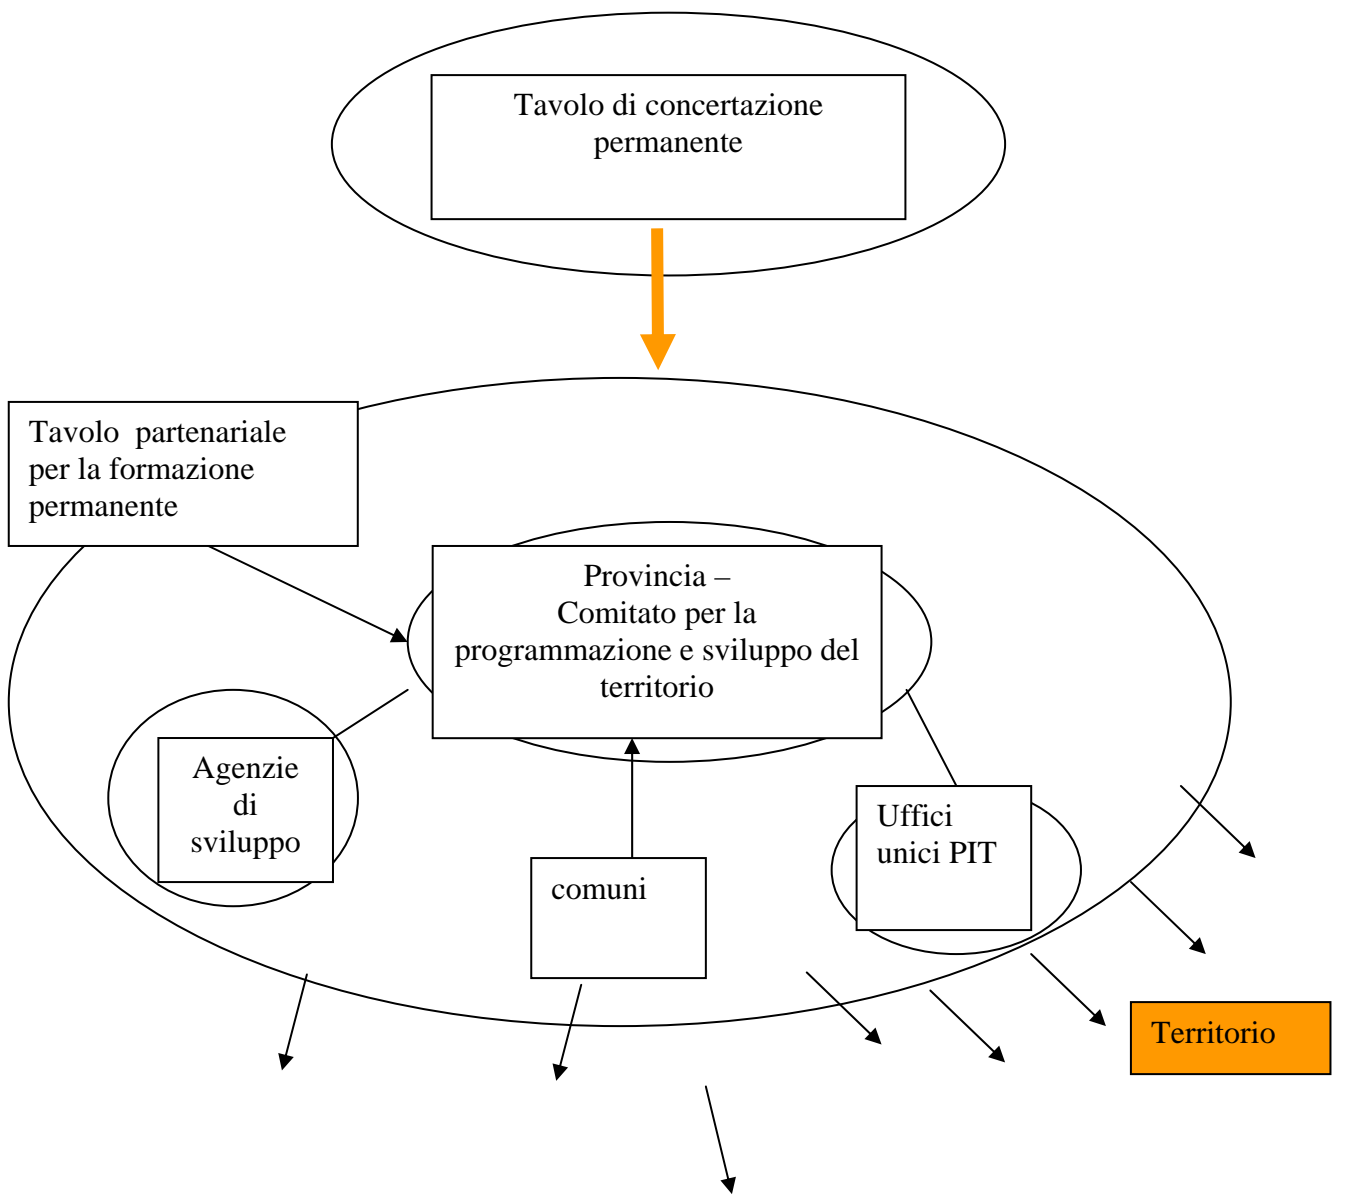 Tavolo di concertazione
permanente
Tavolo partenariale
per la formazione
permanente
Provincia –
Comitato per la
programmazione e sviluppo del
territorio
Agenzie
di
sviluppo
Uffici
unici PIT
comuni
Territorio